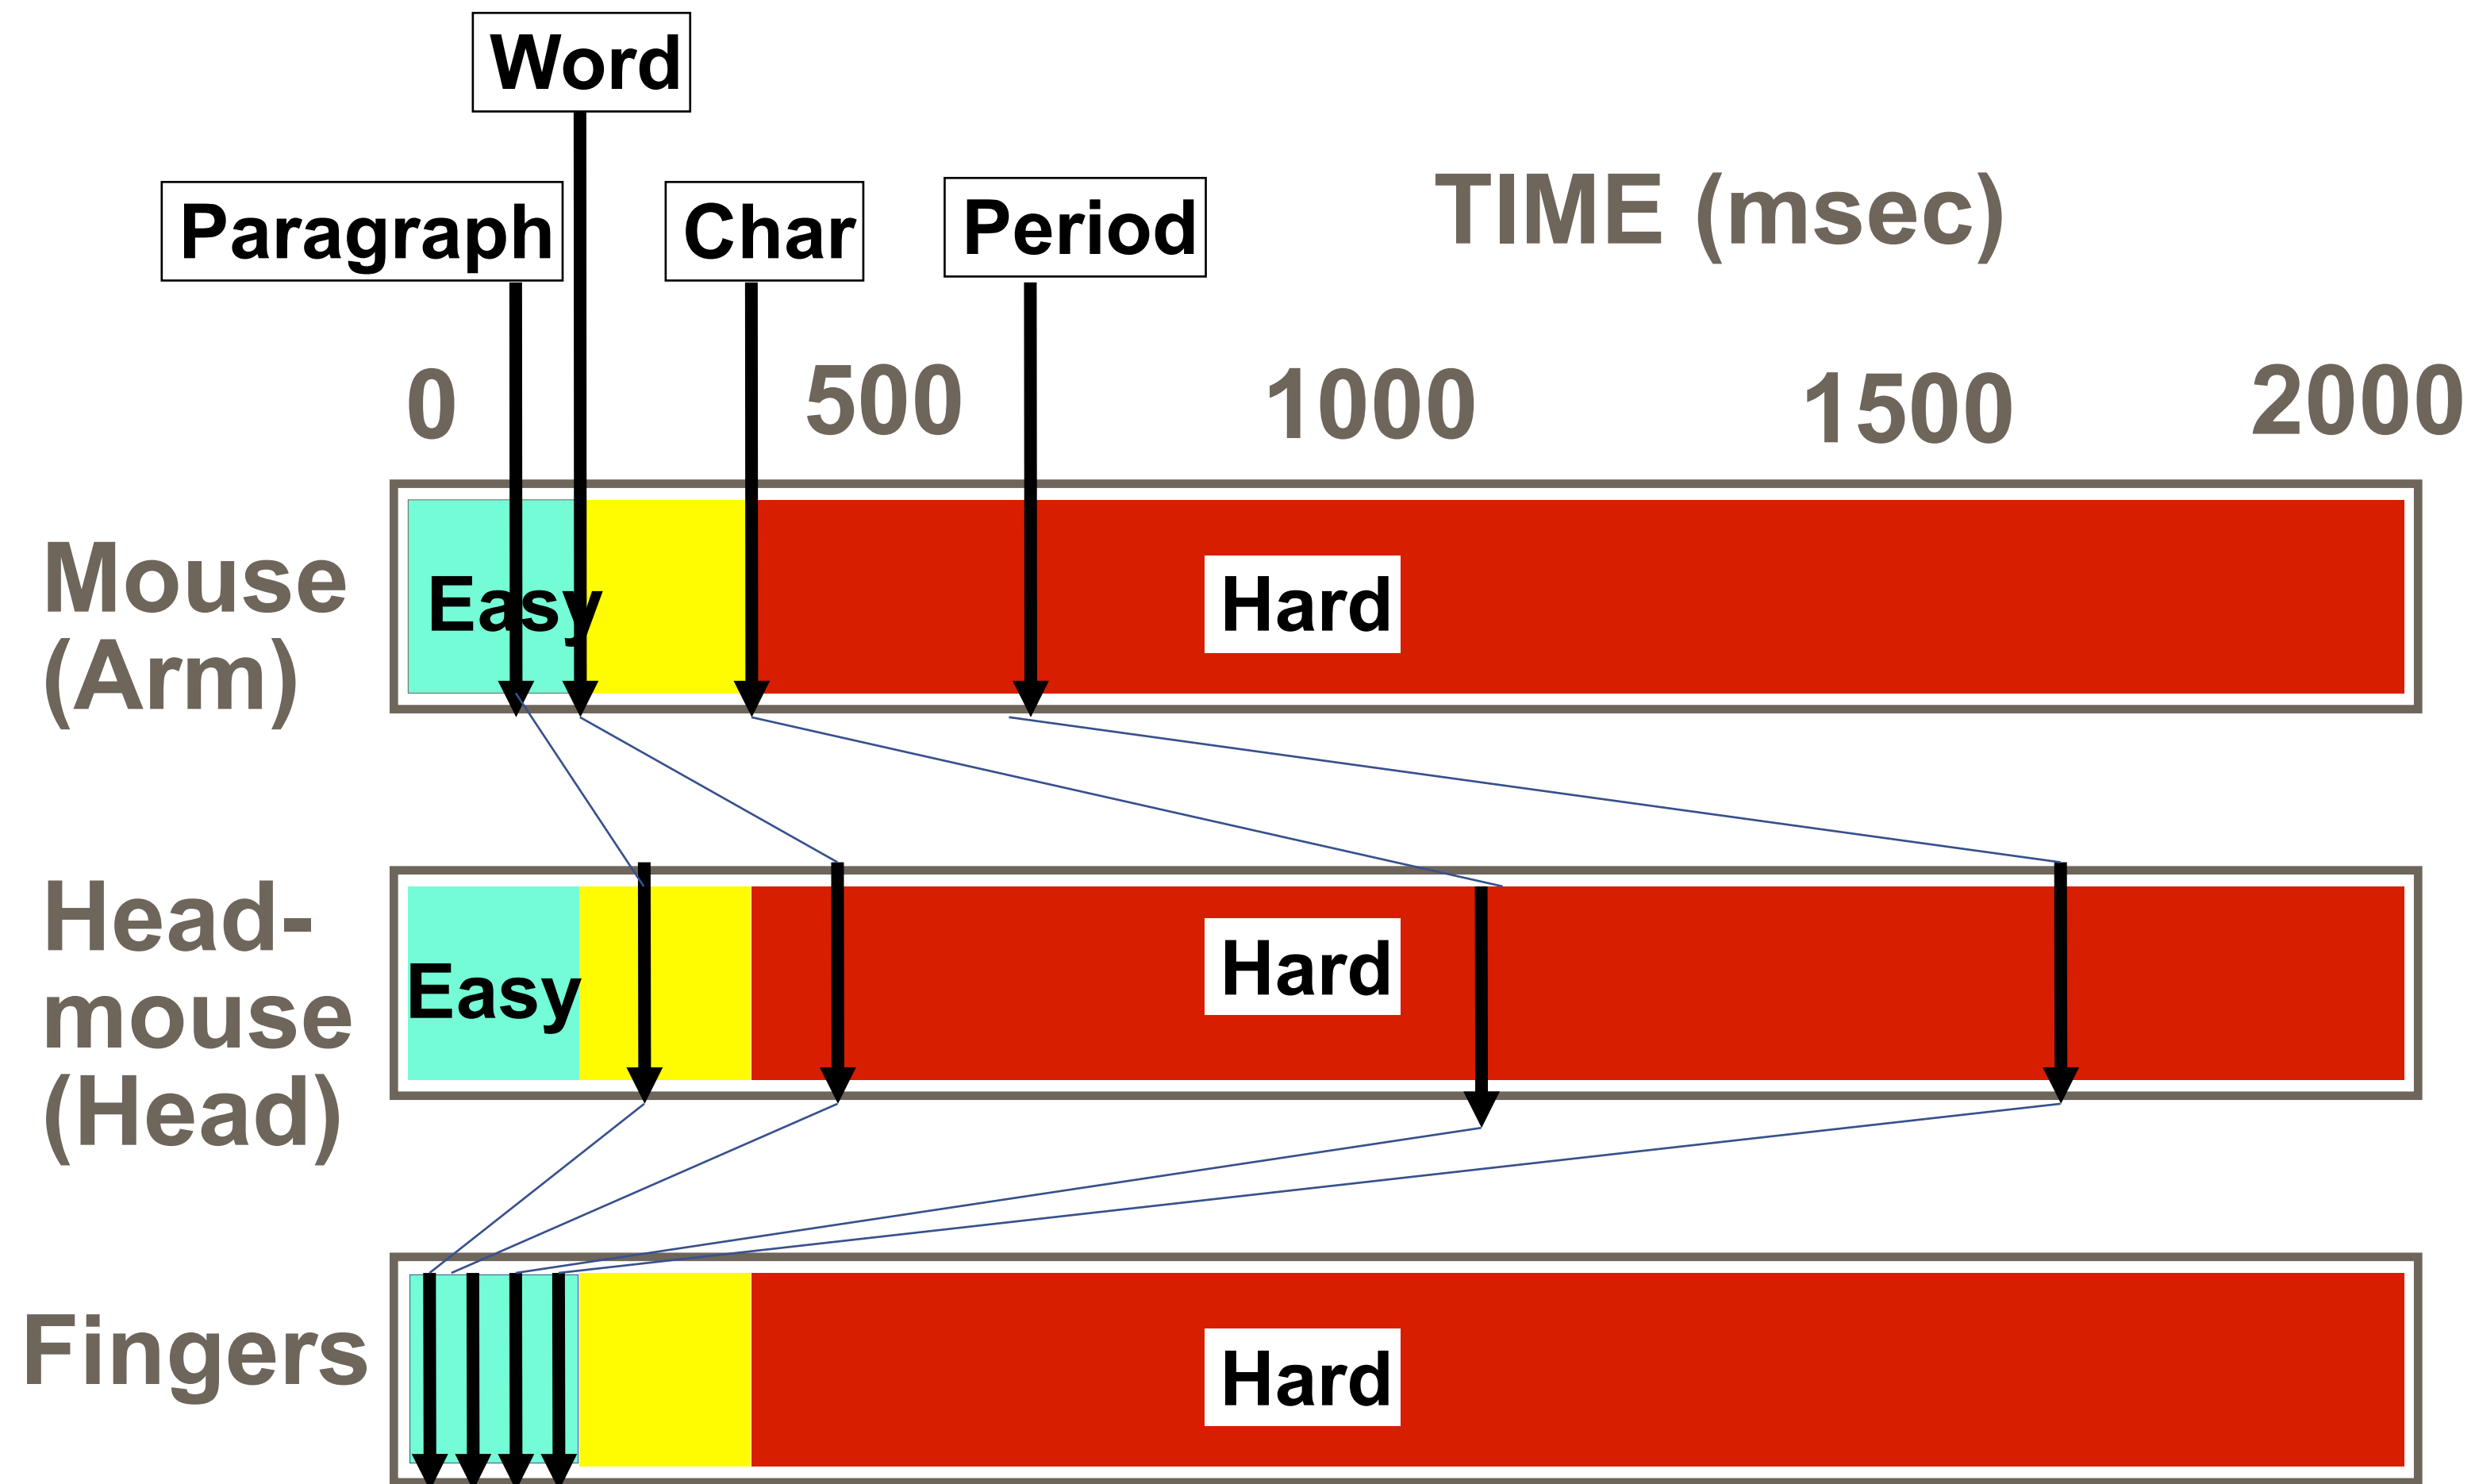 Word
Paragraph
Char
Period
TIME (msec)
0
500
1000
1500
2000
Mouse
(Arm)
Easy
Hard
Head-
mouse
(Head)
Easy
Hard
Fingers
Hard